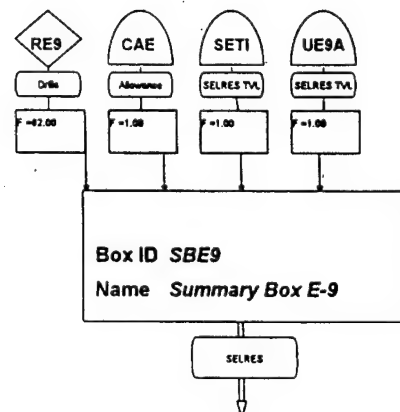 RE9 CAE SETI UE9A
Drills Allowance SELRES TVL SELRES TVL
F =62.00 F =1.00 F =1.00 F =1.00
Box ID SBE9
Name Summary Box E-9
SELRES